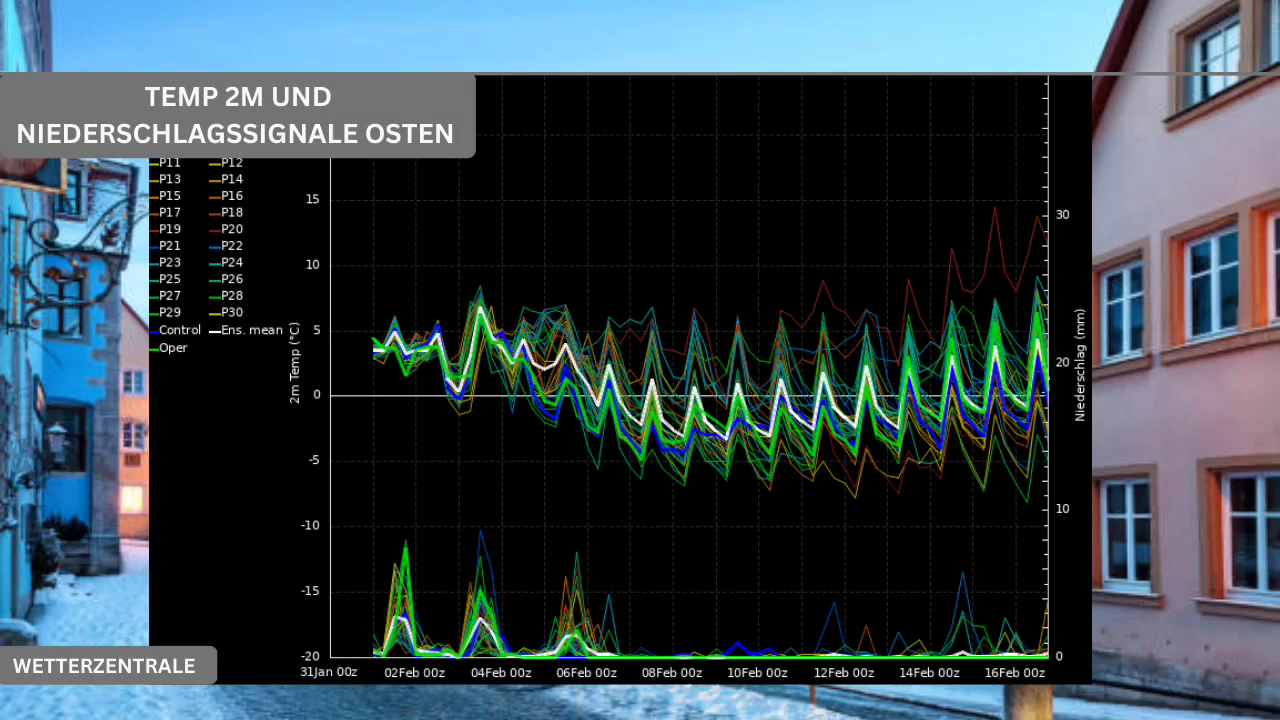 TEMP 2M UND
NIEDERSCHLAGSSIGNALE OSTEN
P11 P12
P13 P14
P15 P16
P17 P18
P19 P20
P21 P22
P23 P24
P25 P26
P27 P28
P29 P30
Control Ens. mean
Oper
2m Temp (°C)
15
10
5
0
-5
-10
-15
-20
30
20
10
0
Niederschlag (mm)
31Jan 00z 02Feb 00z 04Feb 00z 06Feb 00z 08Feb 00z 10Feb 00z 12Feb 00z 14Feb 00z 16Feb 00z
WETTERZENTRALE